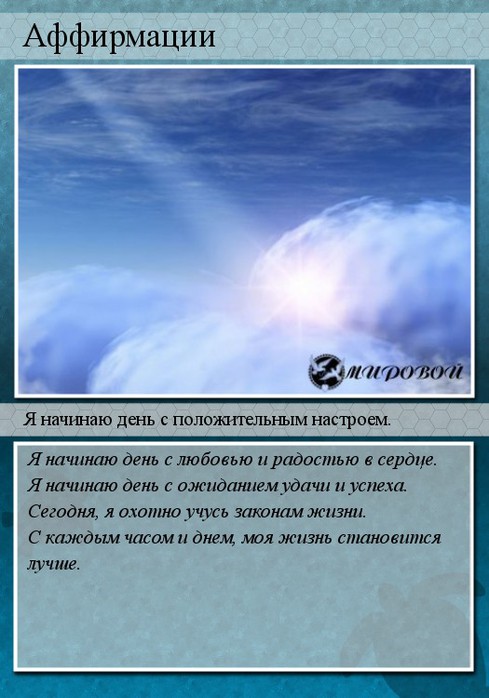 Аффирмации
МИРОВОЙ
Я начинаю день с положительным настроем.
Я начинаю день с любовью и радостью в сердце.
Я начинаю день с ожиданием удачи и успеха.
Сегодня, я охотно учусь законам жизни.
С каждым часом и днем, моя жизнь становится
лучше.